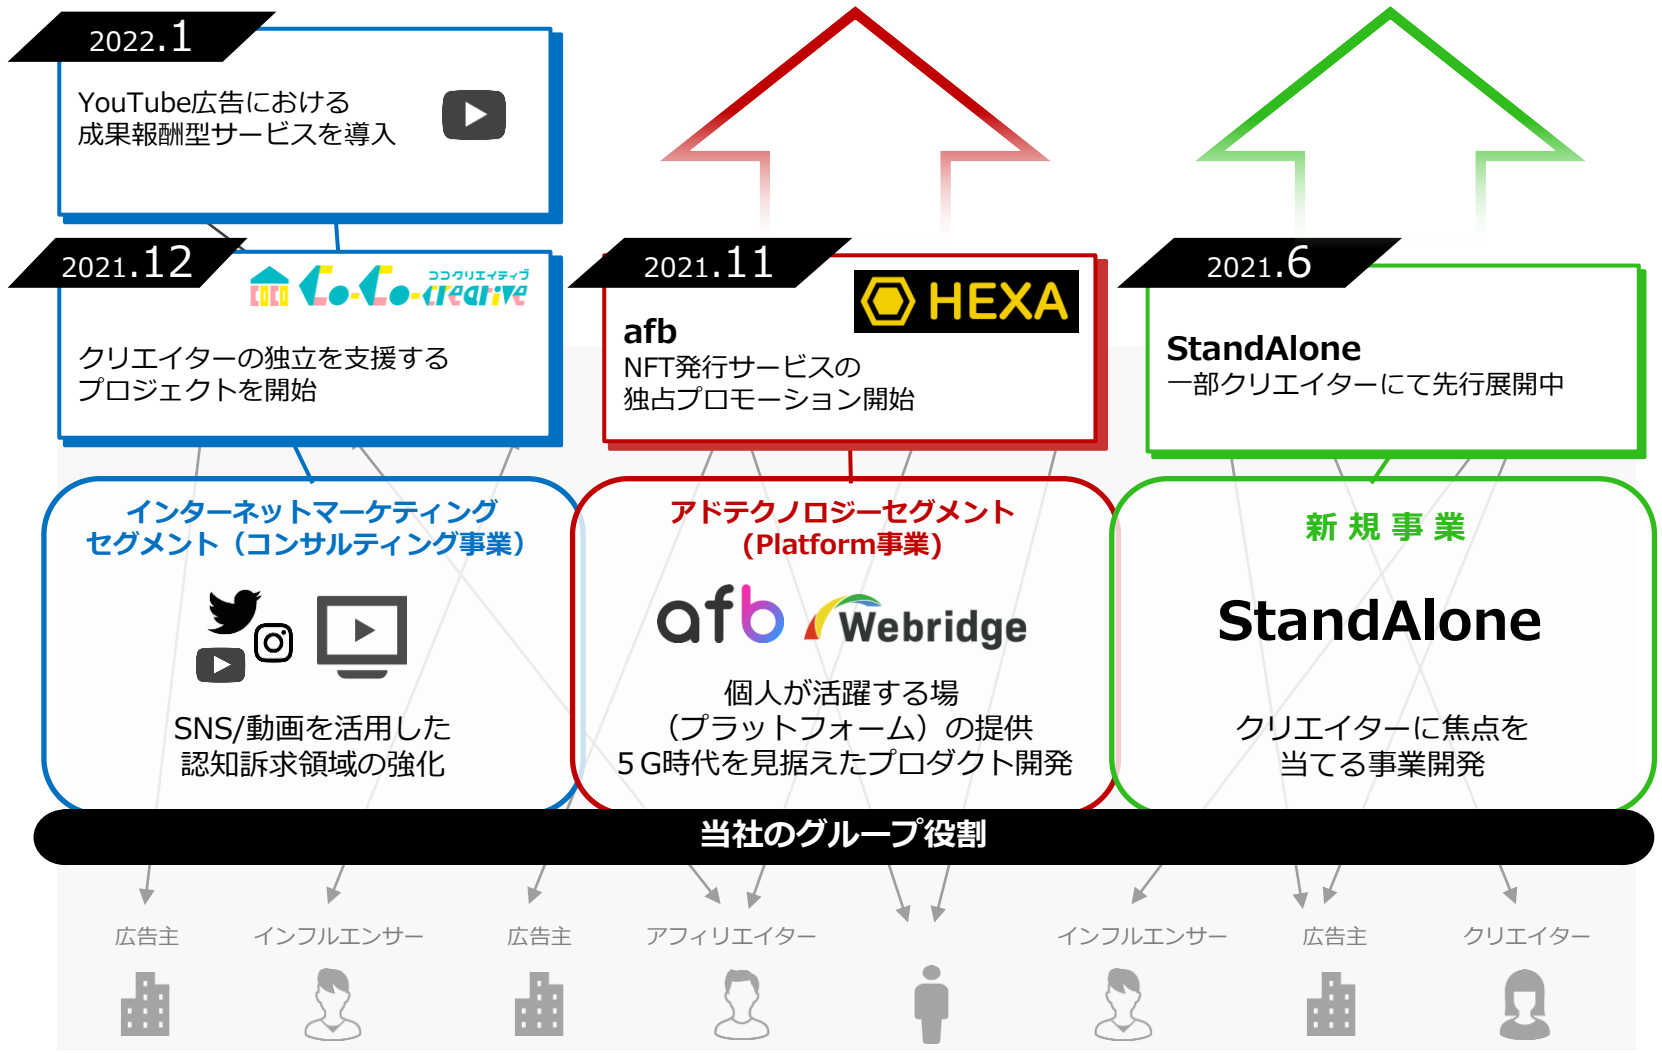 2022.1
YouTube広告における
成果報酬型サービスを導入
2021.12
COCO
ココクリエイティブ
Co-Co-creative
クリエイターの独立を支援する
プロジェクトを開始
2021.11
HEXA
afb
NFT発行サービスの
独占プロモーション開始
2021.6
StandAlone
一部クリエイターにて先行展開中
インターネットマーケティング
セグメント（コンサルティング事業）
SNS/動画を活用した
認知訴求領域の強化
アドテクノロジーセグメント
(Platform事業)
afb
Webridge
個人が活躍する場
（プラットフォーム）の提供
５G時代を見据えたプロダクト開発
新規事業
StandAlone
クリエイターに焦点を
当てる事業開発
当社のグループ役割
広告主
インフルエンサー
広告主
アフィリエイター
インフルエンサー
広告主
クリエイター